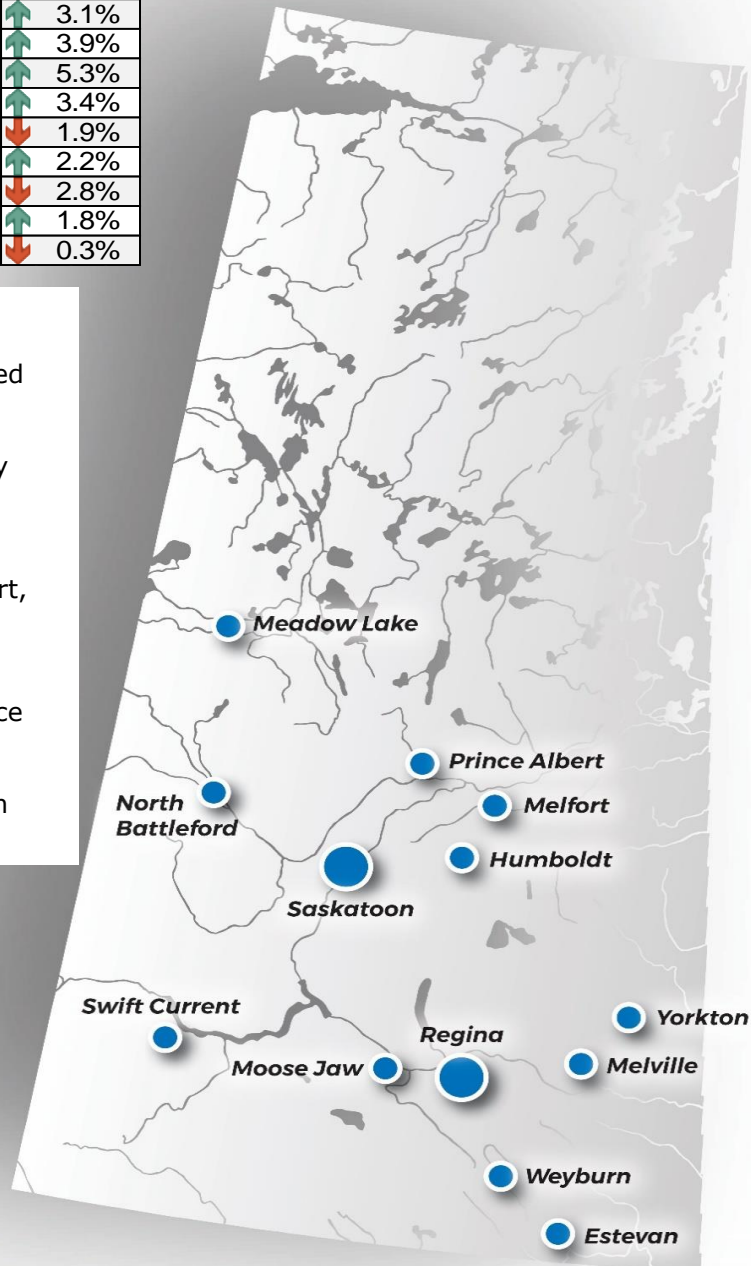 3.1%
3.9%
5.3%
3.4%
1.9%
2.2%
2.8%
1.8%
0.3%
ed
y
rt,
ce
n
Meadow Lake
Prince Albert
North
Battleford
Melfort
Humboldt
Saskatoon
Swift Current
Yorkton
Regina
Moose Jaw
Melville
Weyburn
Estevan